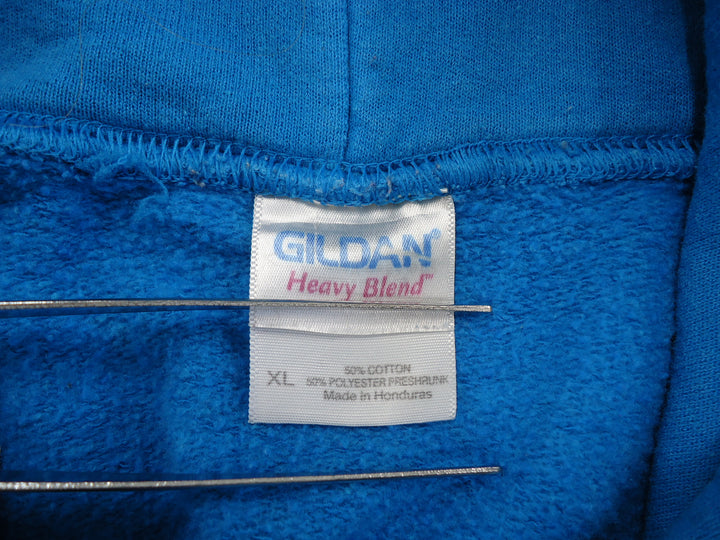 GILDAN®
Heavy Blend™
XL
50% COTTON
50% POLYESTER PRESHRUNK
Made in Honduras